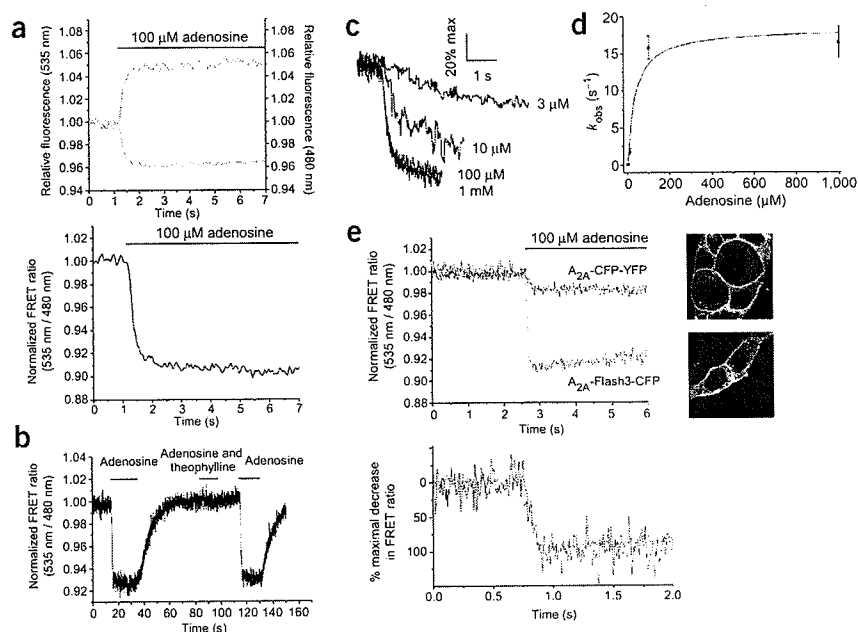 a
100 µM adenosine
Relative fluorescence (535 nm)
1.08
1.06
1.04
1.02
1.00
0.98
0.96
0.94
1.08
1.06
1.04
1.02
1.00
0.98
0.96
0.94
Relative fluorescence (480 nm)
0 1 2 3 4 5 6 7
Time (s)
100 µM adenosine
Normalized FRET ratio
(535 nm / 480 nm)
1.02
1.00
0.98
0.96
0.94
0.92
0.90
0.88
0 1 2 3 4 5 6 7
Time (s)
b
Adenosine
Adenosine and
theophylline
Adenosine
Normalized FRET ratio
(535 nm / 480 nm)
1.04
1.02
1.00
0.98
0.96
0.94
0.92
0 20 40 60 80 100 120 140 160
Time (s)
c
20% max
1 s
3 µM
10 µM
100 µM
1 mM
d
kobs (s⁻¹)
20
15
10
5
0
0 200 400 600 800 1,000
Adenosine (µM)
e
100 µM adenosine
Normalized FRET ratio
(535 nm / 480 nm)
1.04
1.02
1.00
0.98
0.96
0.94
0.92
0.90
0.88
A2A-CFP-YFP
A2A-Flash3-CFP
0 1 2 3 4 5 6
Time (s)
% maximal decrease
in FRET ratio
0
50
100
0.0 0.5 1.0 1.5 2.0
Time (s)